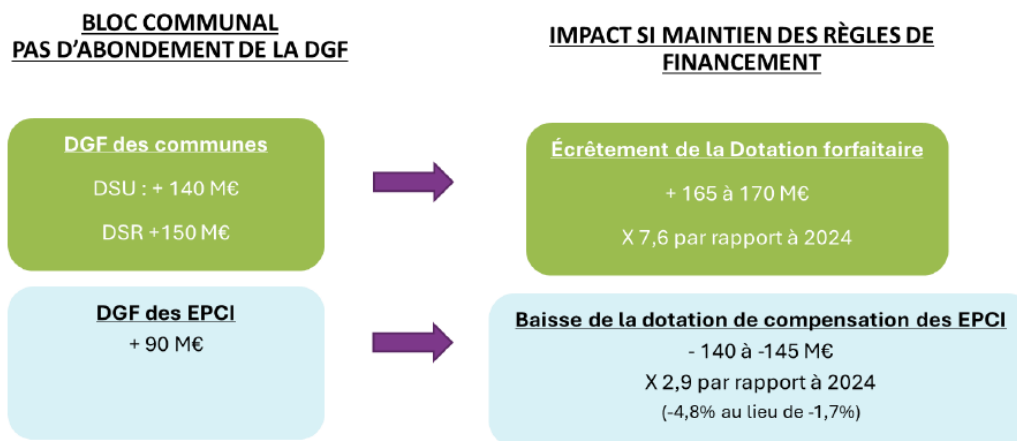 BLOC COMMUNAL
PAS D'ABONDEMENT DE LA DGF
IMPACT SI MAINTIEN DES RÈGLES DE
FINANCEMENT
DGF des communes
DSU : + 140 M€
DSR +150 M€
Écrêtement de la Dotation forfaitaire
+ 165 à 170 M€
X 7,6 par rapport à 2024
DGF des EPCI
+ 90 M€
Baisse de la dotation de compensation des EPCI
- 140 à -145 M€
X 2,9 par rapport à 2024
(-4,8% au lieu de -1,7%)